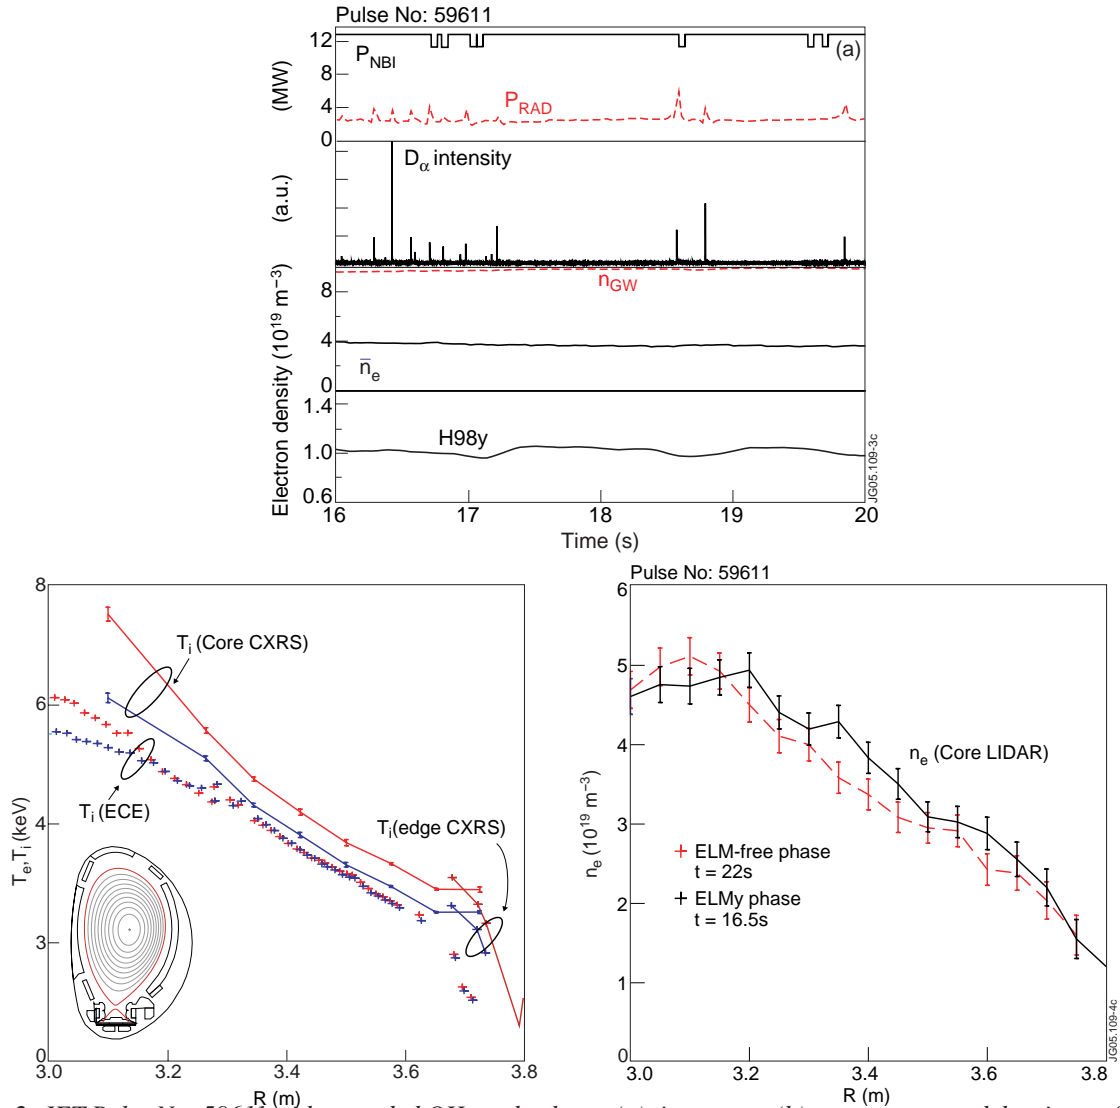 Pulse No: 59611
12
8
4
0
(MW)
P_NBI
(a)
P_RAD
D_α intensity
(a.u.)
n_GW
8
4
0
n̄_e
Electron density (10^19 m^−3)
1.4
1.0
0.6
H98y
16
17
18
19
20
Time (s)
JG05.109-3c
8
6
4
3
0
T_e,T_i (keV)
T_i (Core CXRS)
T_i (ECE)
T_i(edge CXRS)
3.0
3.2
3.4
3.6
3.8
R (m)
Pulse No: 59611
6
5
4
3
2
1
0
n_e (10^19 m^−3)
n_e (Core LIDAR)
ELM-free phase
t = 22s
ELMy phase
t = 16.5s
3.0
3.2
3.4
3.6
3.8
R (m)
JG05.109-4c